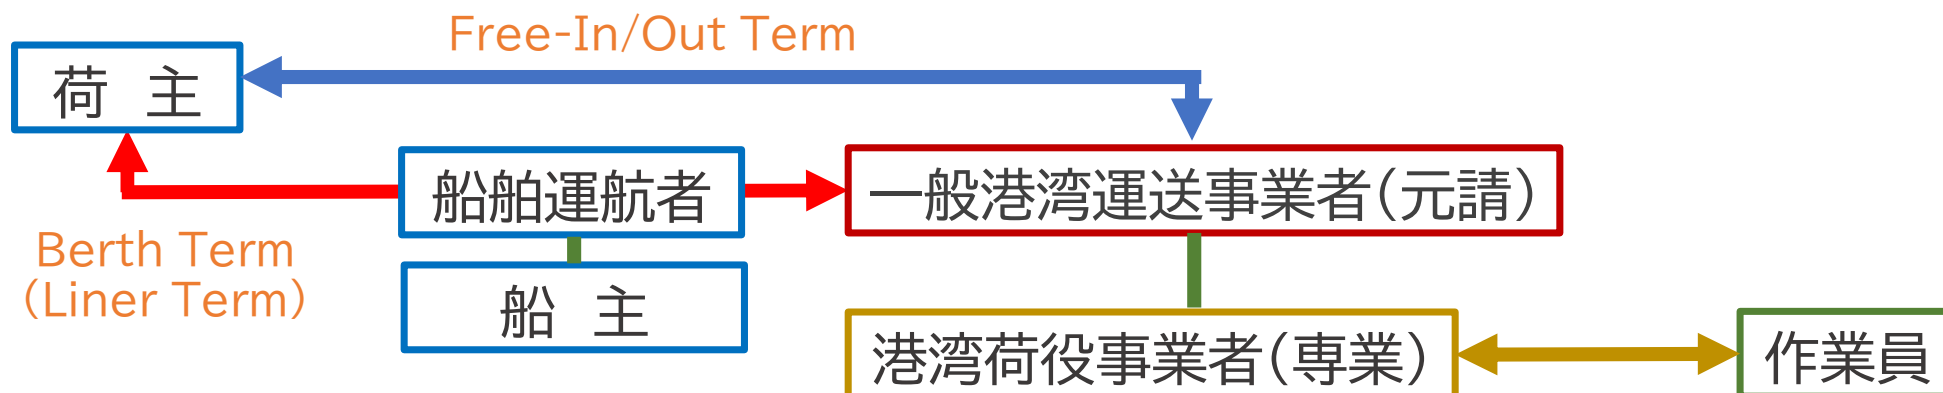 Free-In/Out Term
荷 主
船舶運航者
一般港湾運送事業者(元請)
Berth Term
(Liner Term)
船 主
港湾荷役事業者(専業)
作業員